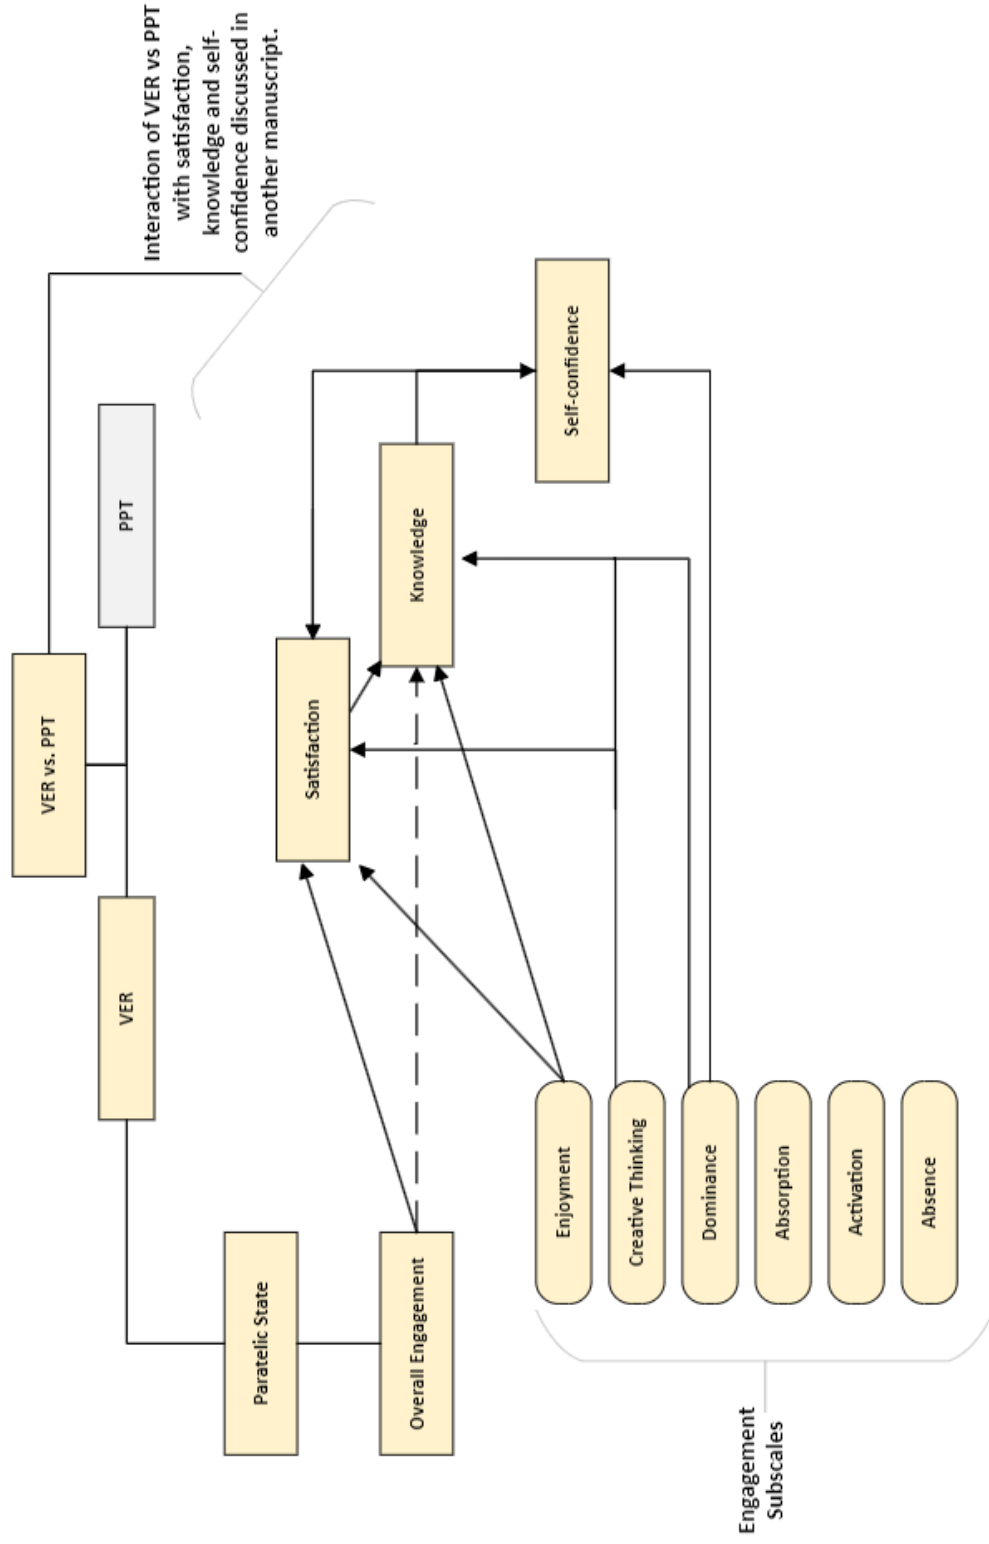 VER vs. PPT
VER
PPT
Interaction of VER vs PPT
with satisfaction,
knowledge and self-
confidence discussed in
another manuscript.
Paratelic State
Satisfaction
Overall Engagement
Knowledge
Self-confidence
Engagement
Subscales
Enjoyment
Creative Thinking
Dominance
Absorption
Activation
Absence